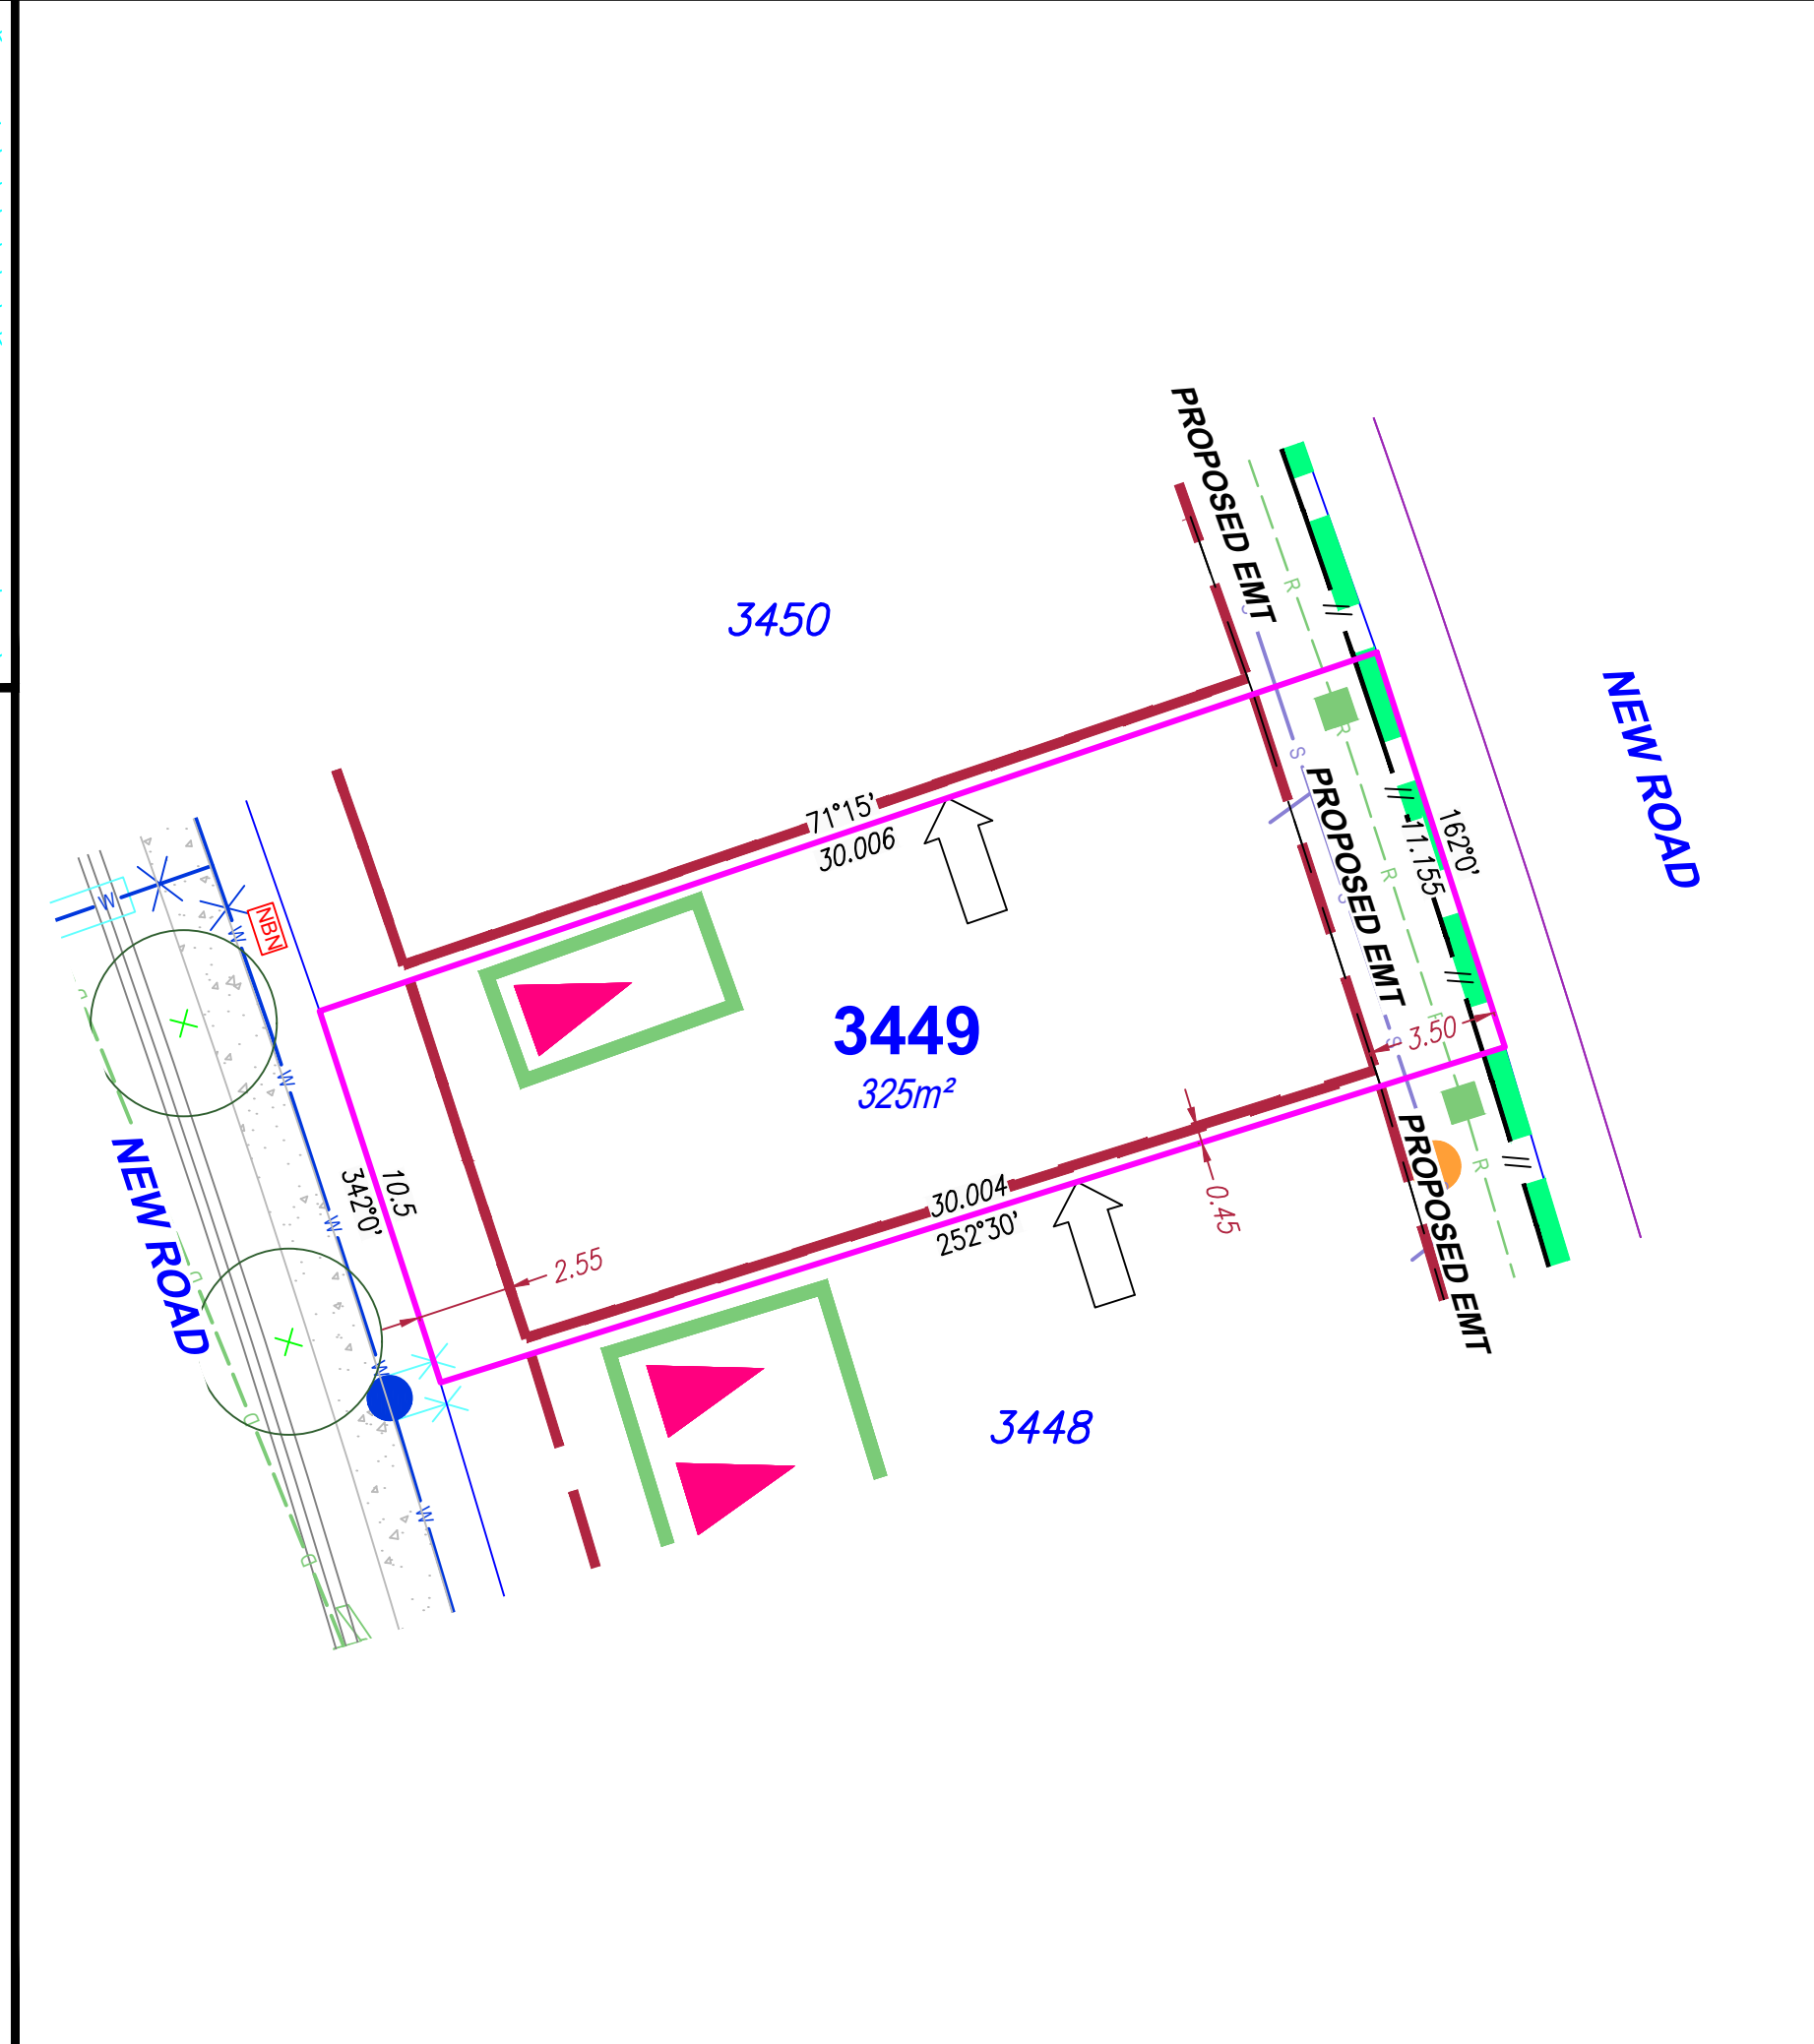 PROPOSED EMT
R
3450
S
R
NEW ROAD
PROPOSED EMT
71°15'
30.006
162°0'
11.155
R
W
NBN
W
3449
3.50
S
325m²
W
NEW ROAD
10.5
342°0'
30.004
252°30'
0.45
PROPOSED EMT
R
W
2.55
D
W
D
3448
W
D